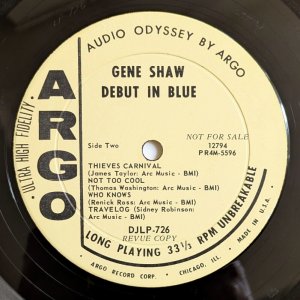 AUDIO ODYSSEY BY ARGO
GENE SHAW
DEBUT IN BLUE
ULTRA HIGH FIDELITY
ARGO
NOT FOR SALE
Side Two
12794
PR4M-5596
THIEVES CARNIVAL
(James Taylor: Arc Music - BMI)
NOT TOO COOL
(Thomas Washington: Arc Music - BMI)
WHO KNOWS
(Renick Ross: Arc Music - BMI)
TRAVELOG (Sidney Robinson:
Arc Music - BMI)
DJLP-726
REVUE COPY
LONG PLAYING 33⅓ RPM UNBREAKABLE
ARGO RECORD CORP. CHICAGO, ILL. MADE IN U.S.A.